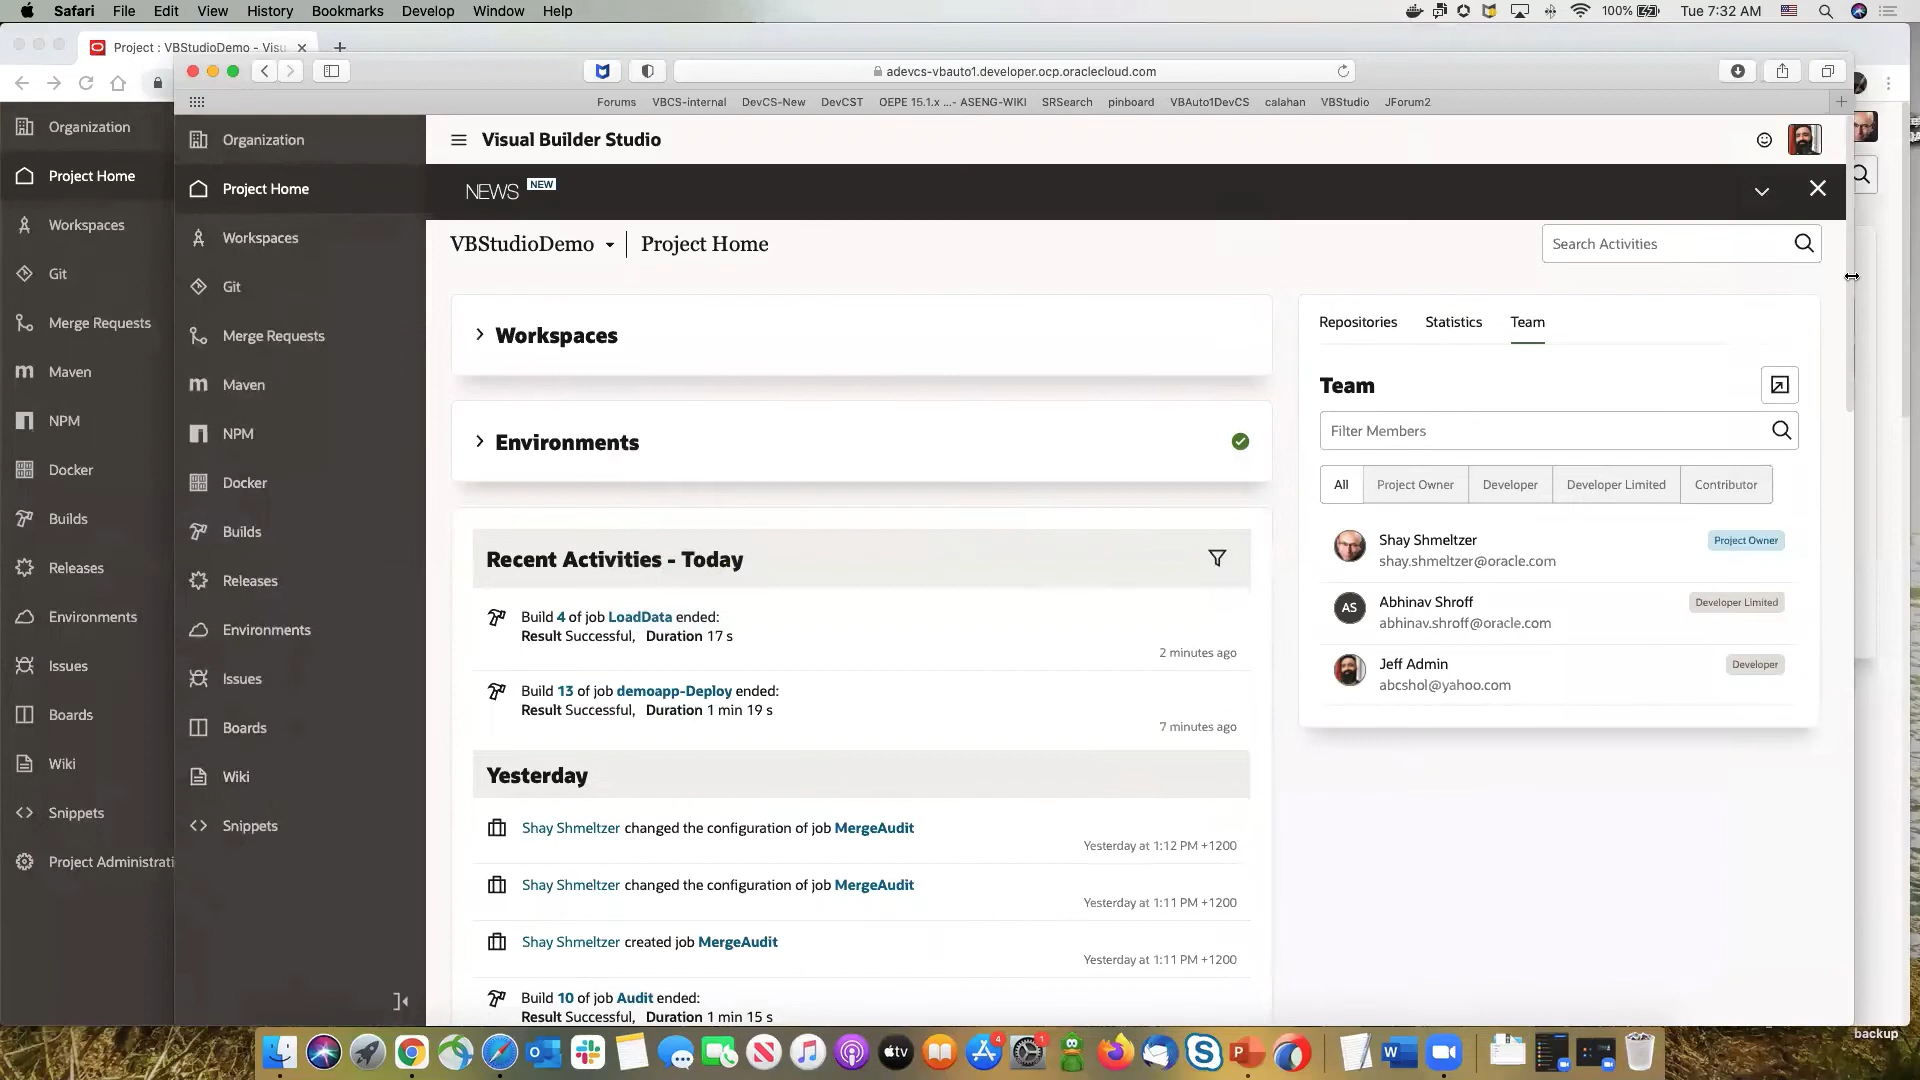 Safari File Edit View History Bookmarks Develop Window Help
100% Tue 7:32 AM
Project : VBStudioDemo - Visu
adevcs-vbauto1.developer.ocp.oraclecloud.com
Forums VBCS-internal DevCS-New DevCST OEPE 15.1.x ...- ASENG-WIKI SRSearch pinboard VBAuto1DevCS calahan VBStudio JForum2
Organization
Project Home
Workspaces
Git
Merge Requests
Maven
NPM
Docker
Builds
Releases
Environments
Issues
Boards
Wiki
Snippets
Project Administrati
Organization
Project Home
Workspaces
Git
Merge Requests
Maven
NPM
Docker
Builds
Releases
Environments
Issues
Boards
Wiki
Snippets
Visual Builder Studio
NEWS NEW
VBStudioDemo Project Home
Search Activities
Workspaces
Environments
Recent Activities - Today
Build 4 of job LoadData ended:
Result Successful, Duration 17 s
2 minutes ago
Build 13 of job demoapp-Deploy ended:
Result Successful, Duration 1 min 19 s
7 minutes ago
Yesterday
Shay Shmeltzer changed the configuration of job MergeAudit
Yesterday at 1:12 PM +1200
Shay Shmeltzer changed the configuration of job MergeAudit
Yesterday at 1:11 PM +1200
Shay Shmeltzer created job MergeAudit
Yesterday at 1:11 PM +1200
Build 10 of job Audit ended:
Result Successful, Duration 1 min 15 s
Repositories Statistics Team
Team
Filter Members
All Project Owner Developer Developer Limited Contributor
Shay Shmeltzer Project Owner
shay.shmeltzer@oracle.com
AS Abhinav Shroff Developer Limited
abhinav.shroff@oracle.com
Jeff Admin Developer
abcshol@yahoo.com
backup
tv
4
1